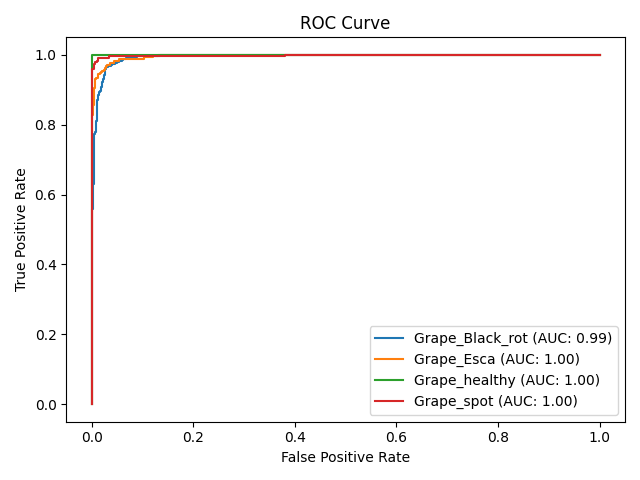 ROC Curve
True Positive Rate
1.0
0.8
0.6
0.4
0.2
0.0
Grape_Black_rot (AUC: 0.99)
Grape_Esca (AUC: 1.00)
Grape_healthy (AUC: 1.00)
Grape_spot (AUC: 1.00)
0.0 0.2 0.4 0.6 0.8 1.0
False Positive Rate